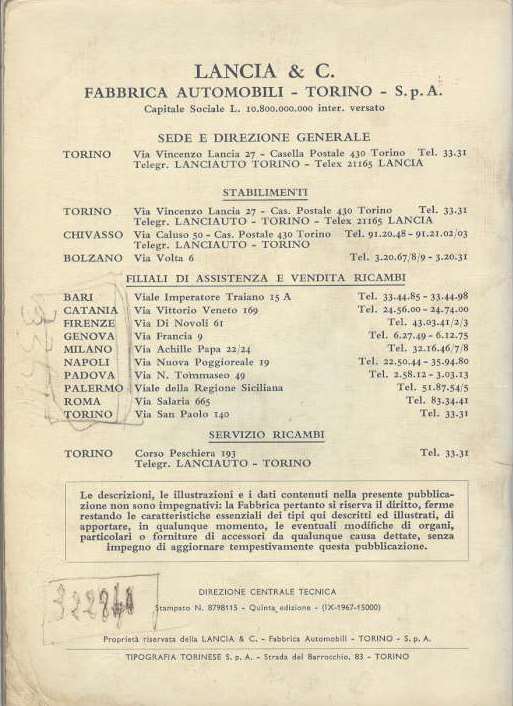 LANCIA & C.
FABBRICA AUTOMOBILI - TORINO - S. p. A.
Capitale Sociale L. 10.800.000.000 inter. versato
SEDE E DIREZIONE GENERALE
TORINO Via Vincenzo Lancia 27 - Casella Postale 430 Torino Tel. 33.31
Telegr. LANCIAUTO TORINO - Telex 21165 LANCIA
STABILIMENTI
TORINO Via Vincenzo Lancia 27 - Cas. Postale 430 Torino Tel. 33.31
Telegr. LANCIAUTO - TORINO - Telex 21165 LANCIA
CHIVASSO Via Caluso 50 - Cas. Postale 430 Torino Tel. 91.20.48 - 91.21.02/03
Telegr. LANCIAUTO - TORINO
BOLZANO Via Volta 6 Tel. 3.20.67/8/9 - 3.20.31
FILIALI DI ASSISTENZA E VENDITA RICAMBI
BARI Viale Imperatore Traiano 15 A Tel. 33.44.85 - 33.44.98
CATANIA Via Vittorio Veneto 169 Tel. 24.56.00 - 24.74.00
FIRENZE Via Di Novoli 61 Tel. 43.03.41/2/3
GENOVA Via Francia 9 Tel. 6.27.49 - 6.12.75
MILANO Via Achille Papa 22/24 Tel. 32.16.46/7/8
NAPOLI Via Nuova Poggioreale 19 Tel. 22.50.44 - 35.94.80
PADOVA Via N. Tommaseo 49 Tel. 2.58.12 - 3.03.13
PALERMO Viale della Regione Siciliana Tel. 51.87.54/5
ROMA Via Salaria 665 Tel. 83.34.41
TORINO Via San Paolo 140 Tel. 33.31
SERVIZIO RICAMBI
TORINO Corso Peschiera 193 Tel. 33.31
Telegr. LANCIAUTO - TORINO
Le descrizioni, le illustrazioni e i dati contenuti nella presente pubblica-
zione non sono impegnativi: la Fabbrica pertanto si riserva il diritto, ferme
restando le caratteristiche essenziali dei tipi qui descritti ed illustrati, di
apportare, in qualunque momento, le eventuali modifiche di organi,
particolari o forniture di accessori da qualunque causa dettate, senza
impegno di aggiornare tempestivamente questa pubblicazione.
DIREZIONE CENTRALE TECNICA
Stampato N. 8798115 - Quinta edizione - (IX-1967-15000)
Proprietà riservata della LANCIA & C. - Fabbrica Automobili - TORINO - S. p. A.
TIPOGRAFIA TORINESE S. p. A. - Strada del Barrocchio, 83 - TORINO